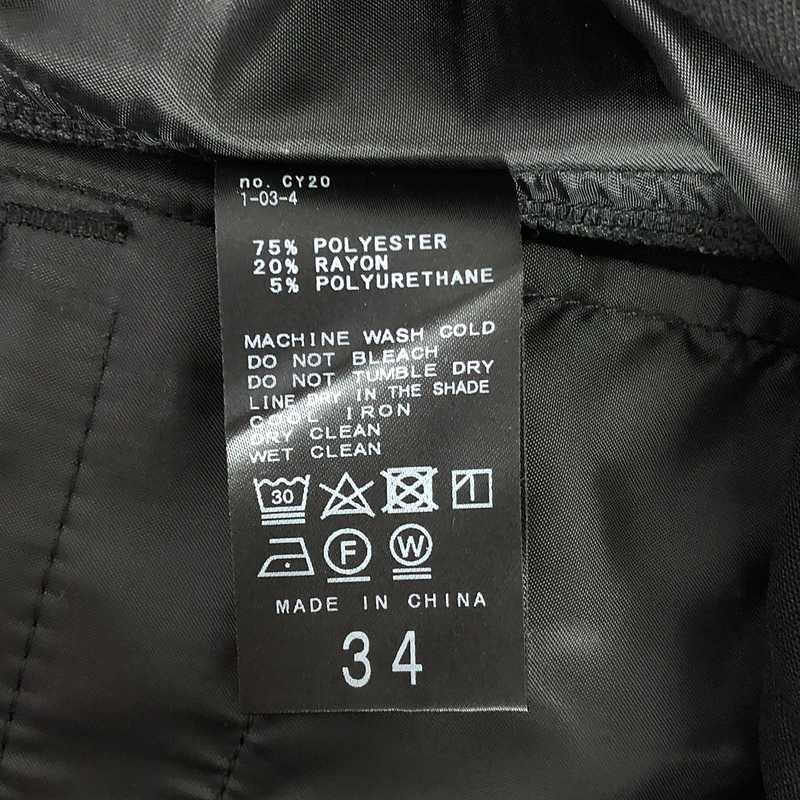 no. CY20
1-03-4
75% POLYESTER
20% RAYON
5% POLYURETHANE
MACHINE WASH COLD
DO NOT BLEACH
DO NOT TUMBLE DRY
LINE DRY IN THE SHADE
COOL IRON
DRY CLEAN
WET CLEAN
30
F W
MADE IN CHINA
34